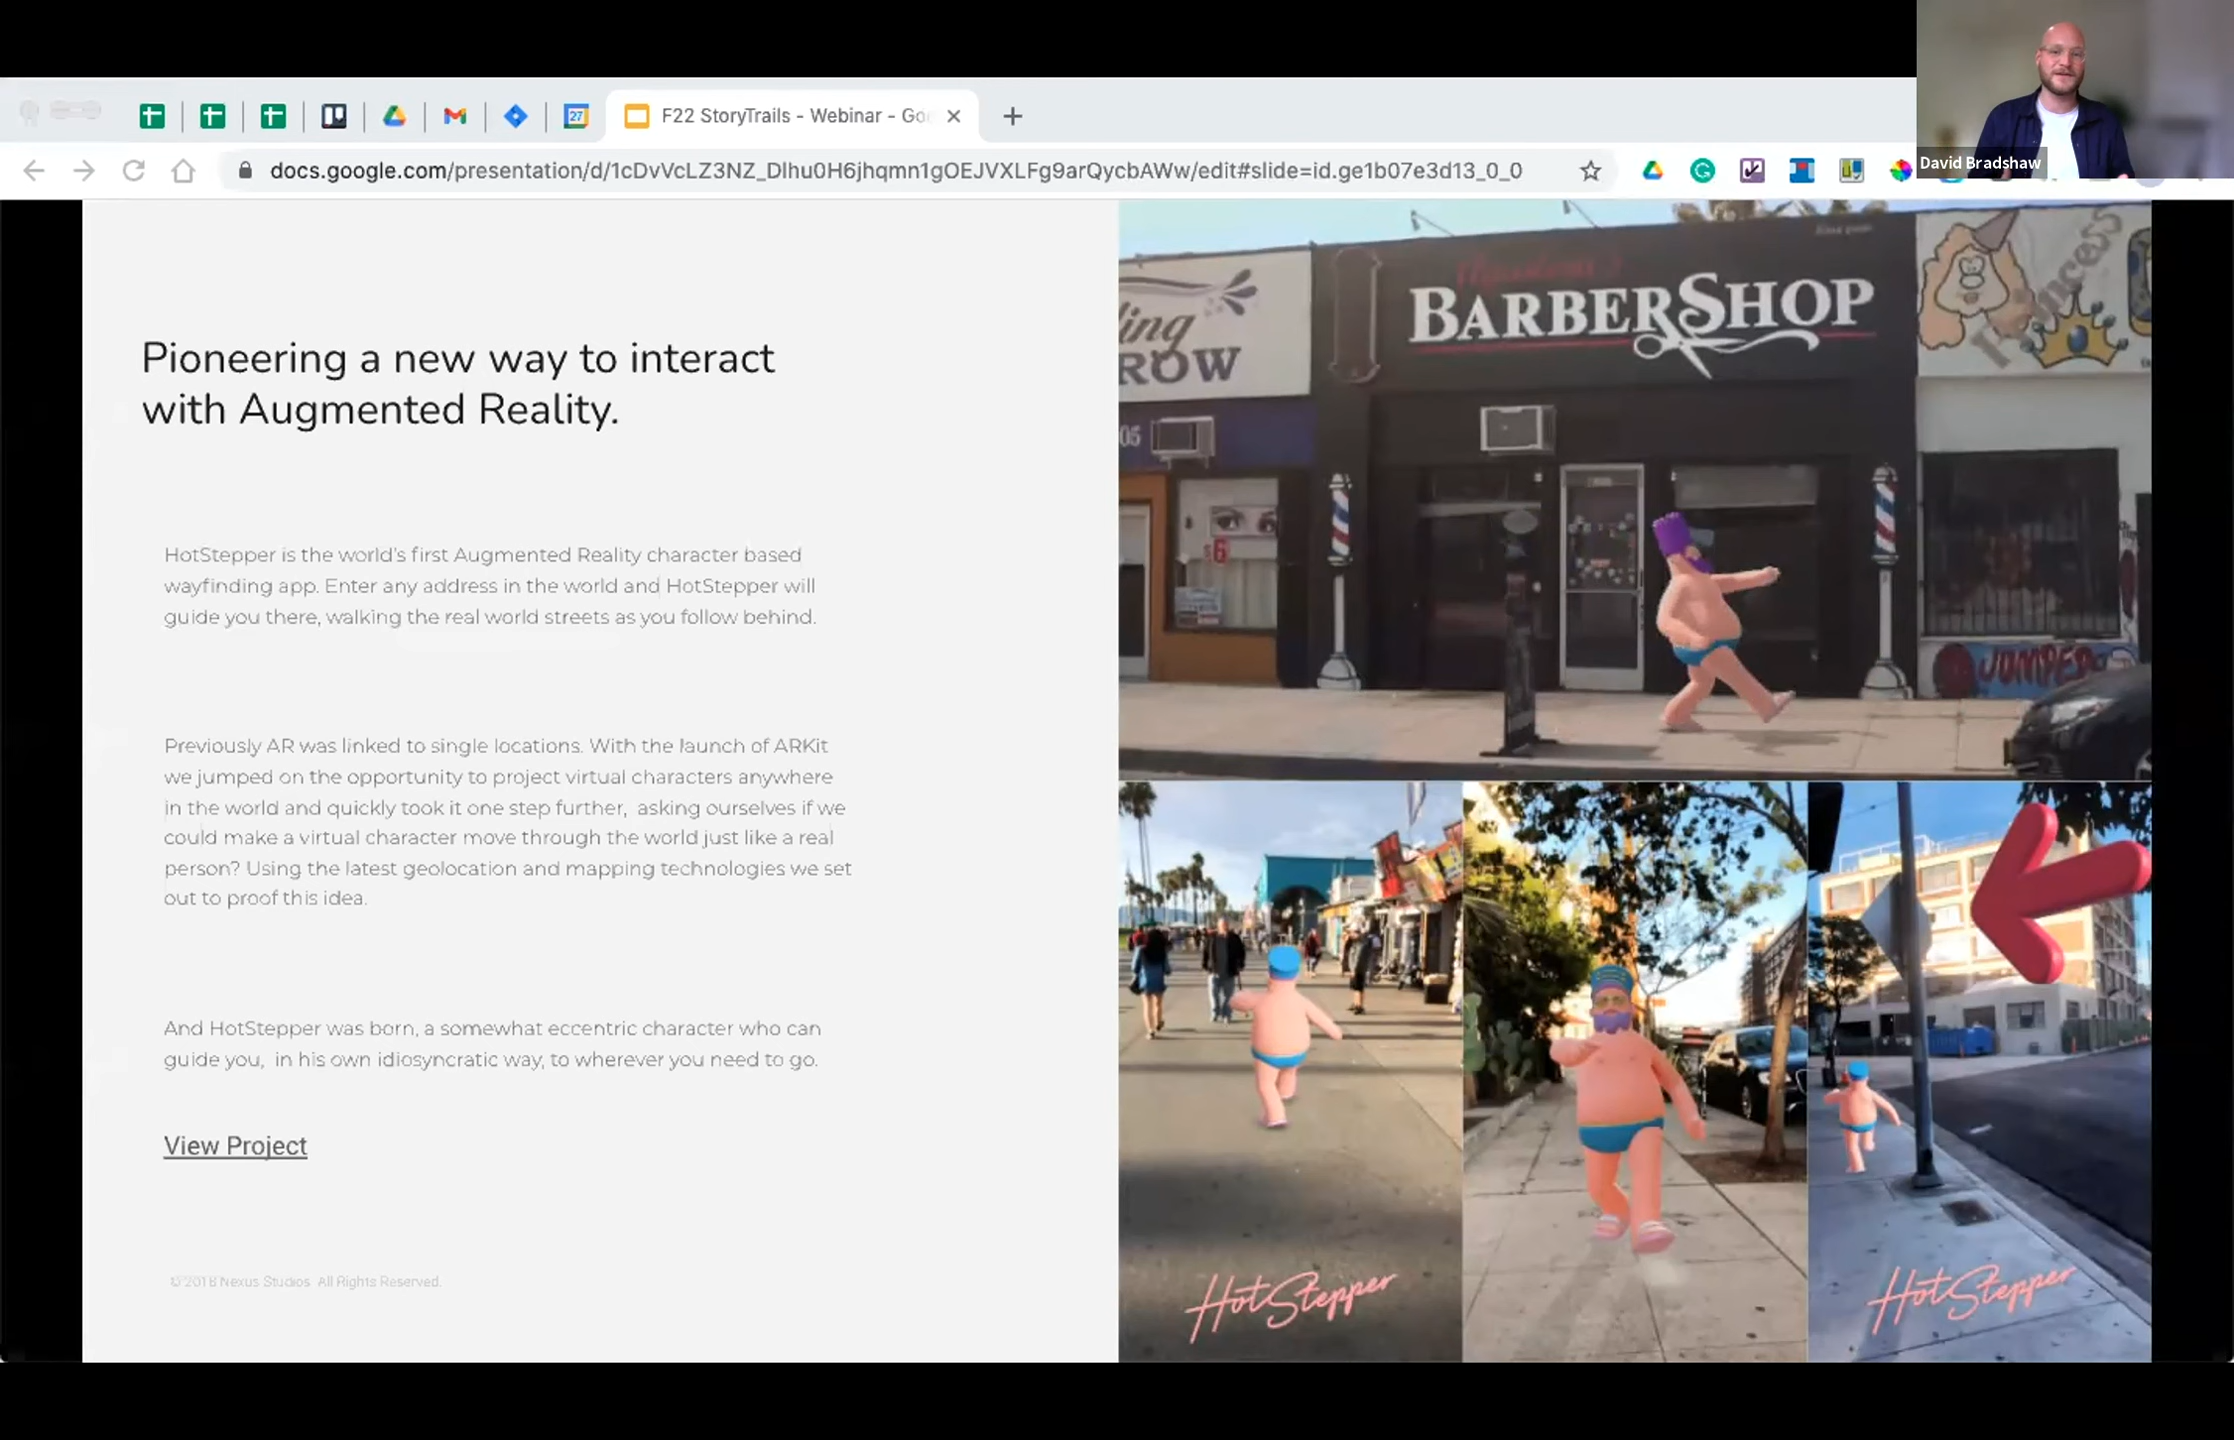 F22 StoryTrails - Webinar - Goo
docs.google.com/presentation/d/1cDvVcLZ3NZ_Dlhu0H6jhqmn1gOEJVXLFg9arQycbAWw/edit#slide=id.ge1b07e3d13_0_0
David Bradshaw
27
Pioneering a new way to interact
with Augmented Reality.
HotStepper is the world's first Augmented Reality character based
wayfinding app. Enter any address in the world and HotStepper will
guide you there, walking the real world streets as you follow behind.
Previously AR was linked to single locations. With the launch of ARKit
we jumped on the opportunity to project virtual characters anywhere
in the world and quickly took it one step further, asking ourselves if we
could make a virtual character move through the world just like a real
person? Using the latest geolocation and mapping technologies we set
out to proof this idea.
And HotStepper was born, a somewhat eccentric character who can
guide you, in his own idiosyncratic way, to wherever you need to go.
View Project
©2018 Nexus Studios All Rights Reserved.
BARBERSHOP
ROW
05
$6
Princess
JUMPER
HotStepper
HotStepper